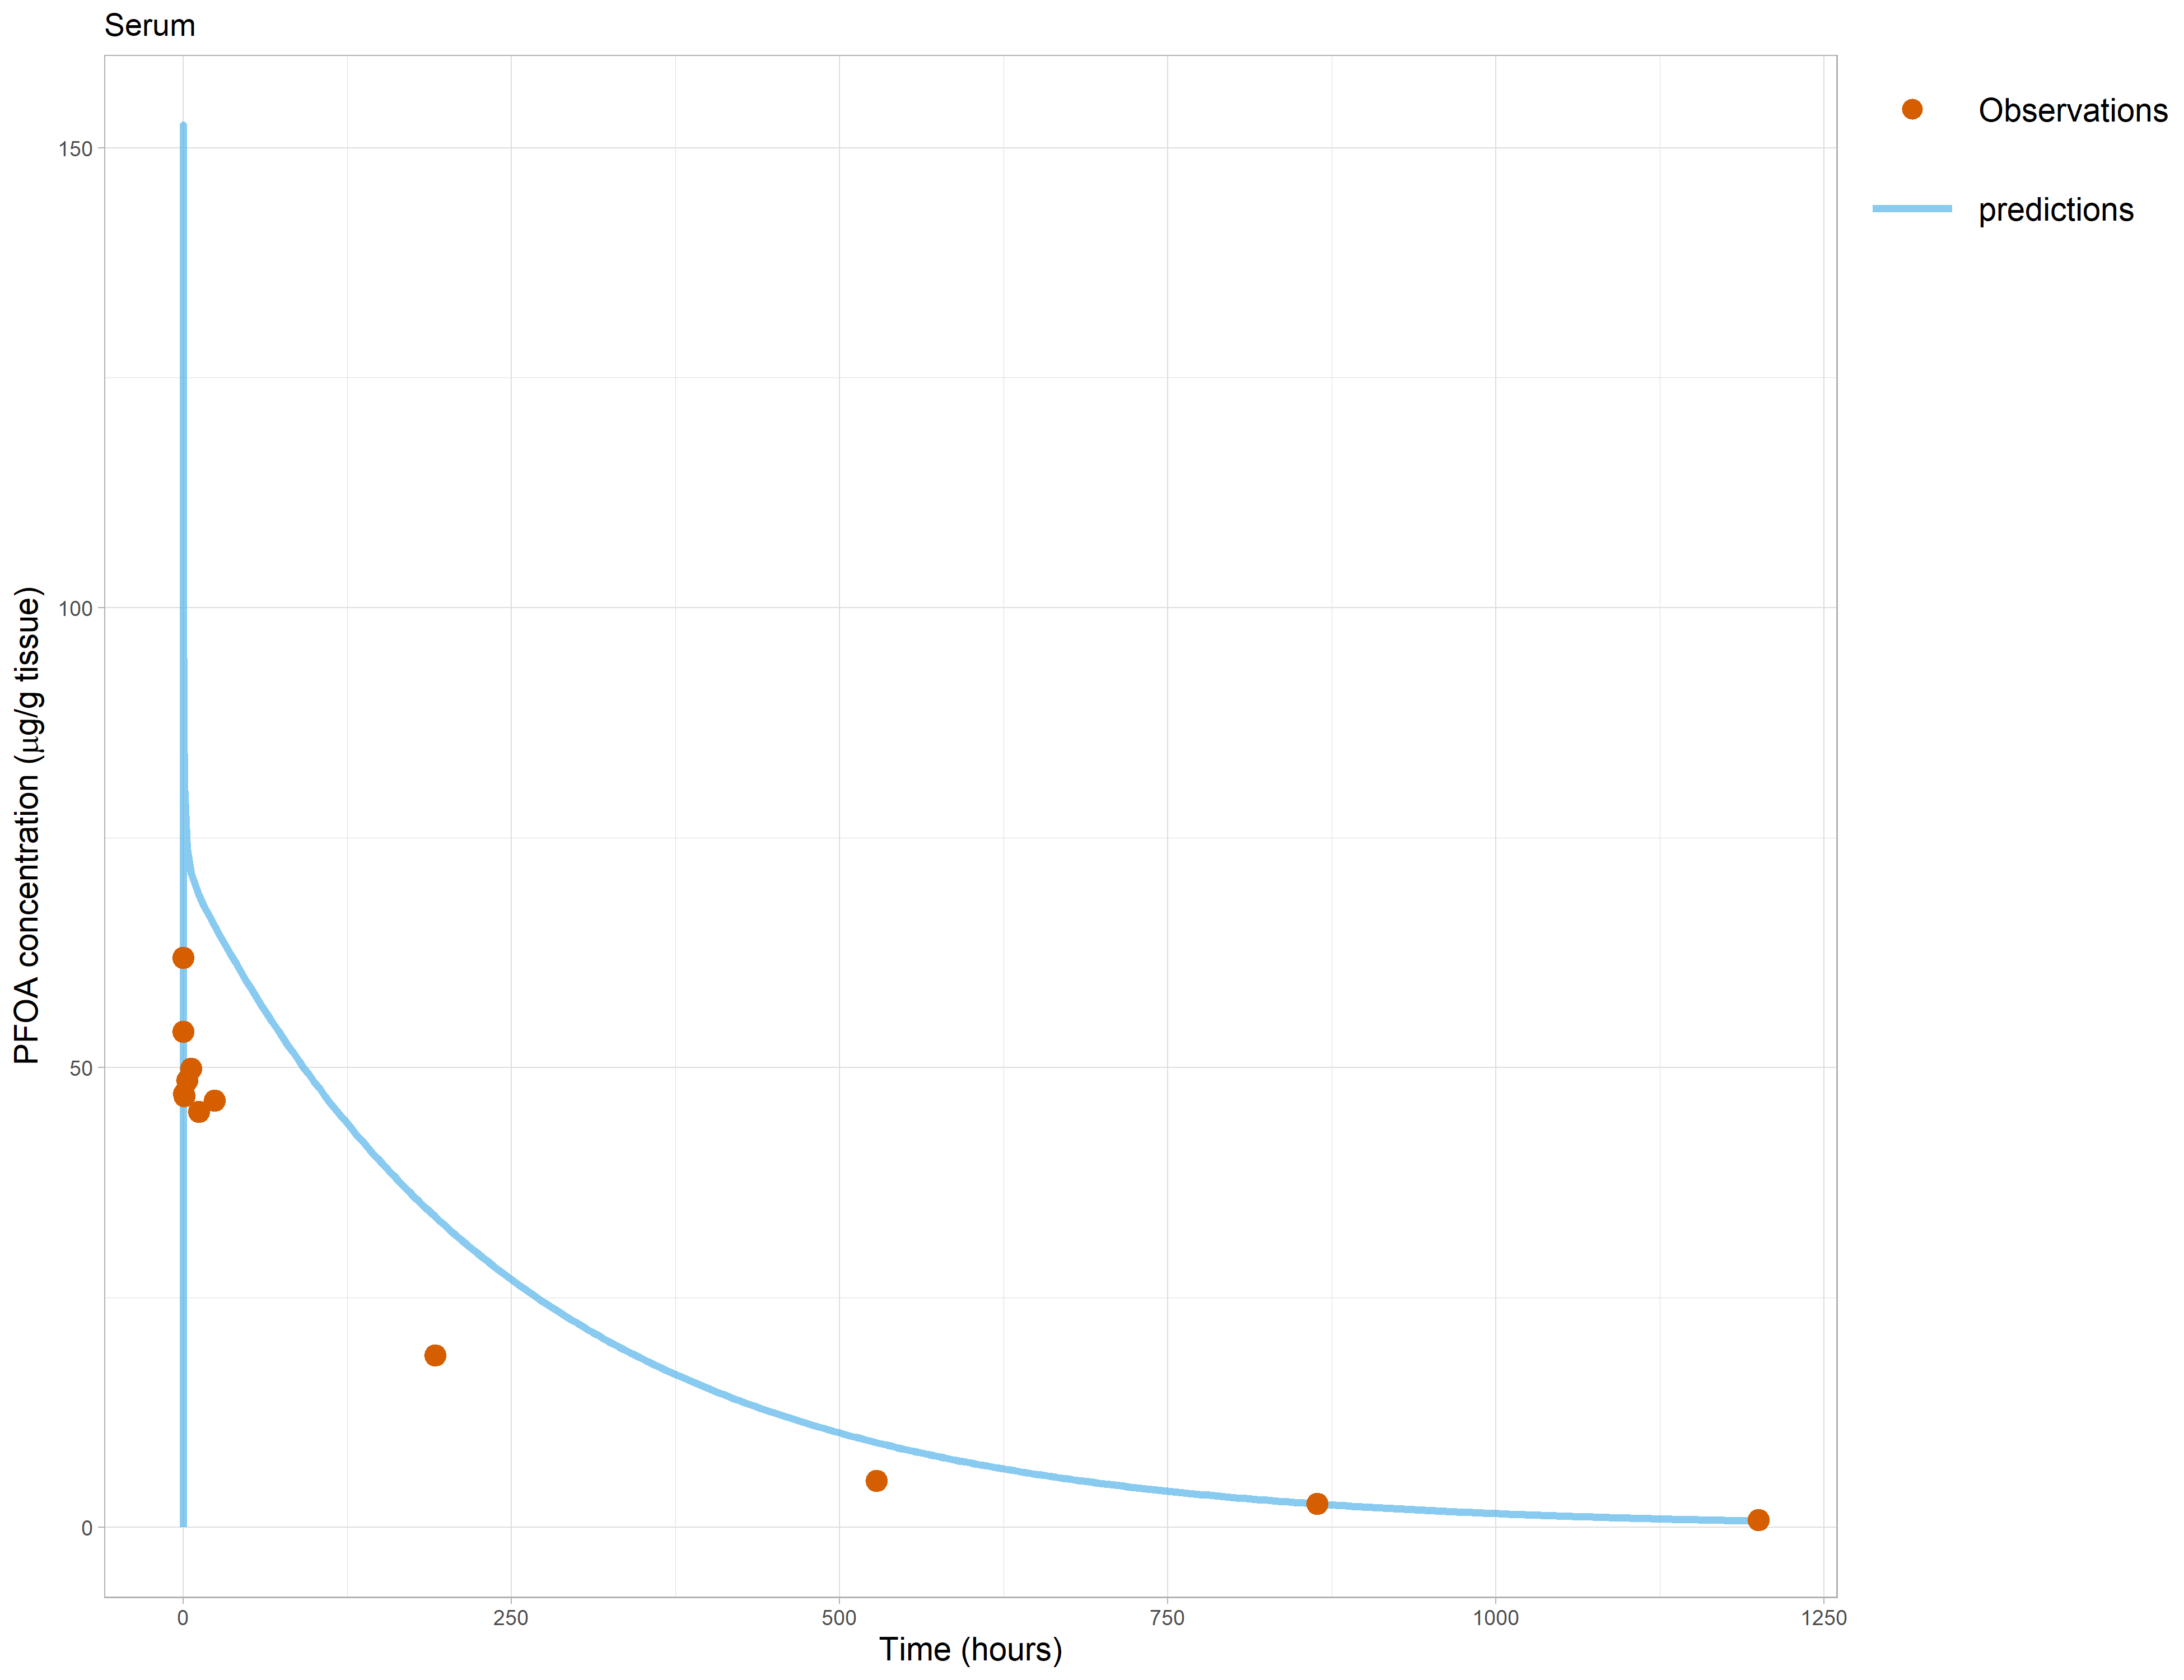 Serum
Observations
predictions
PFOA concentration (μg/g tissue)
150
100
50
0
0 250 500 750 1000 1250
Time (hours)